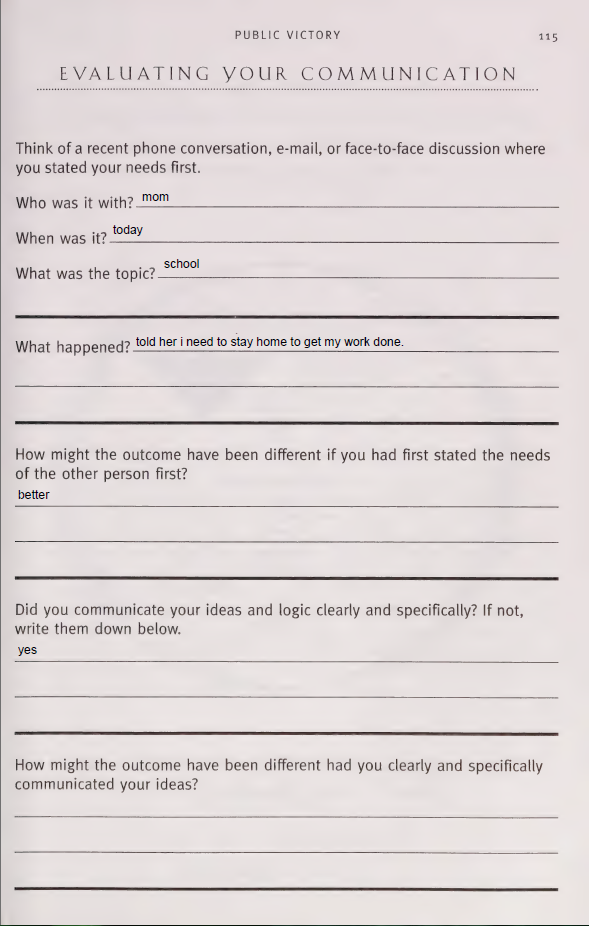 PUBLIC VICTORY 115
EVALUATING YOUR COMMUNICATION
Think of a recent phone conversation, e-mail, or face-to-face discussion where
you stated your needs first.
Who was it with? mom
When was it? today
What was the topic? school
What happened? told her i need to stay home to get my work done.
How might the outcome have been different if you had first stated the needs
of the other person first?
better
Did you communicate your ideas and logic clearly and specifically? If not,
write them down below.
yes
How might the outcome have been different had you clearly and specifically
communicated your ideas?